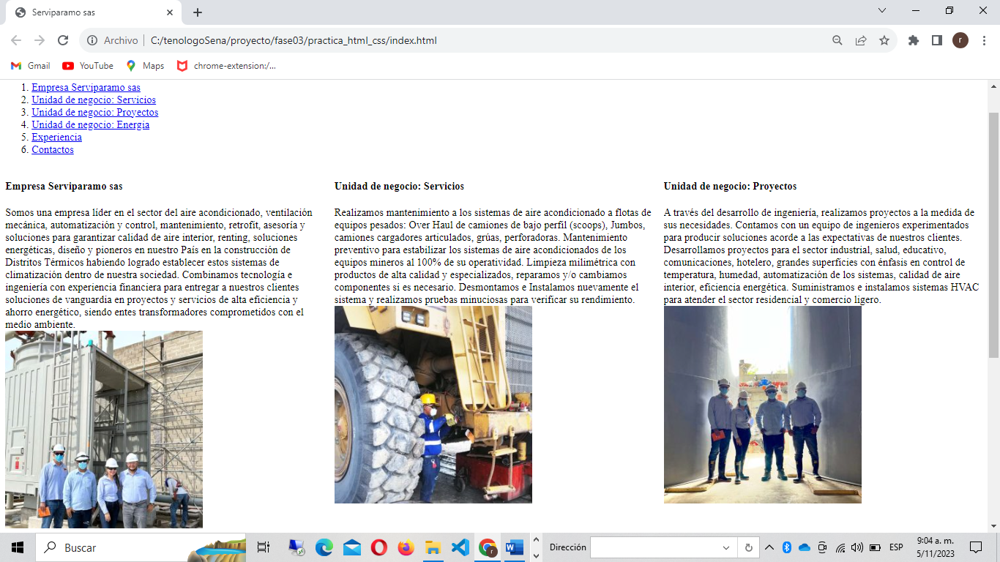 Serviparamo sas
Archivo
C:/tenologoSena/proyecto/fase03/practica_html_css/index.html
r
Gmail
YouTube
Maps
chrome-extension:/...
1. Empresa Serviparamo sas
2. Unidad de negocio: Servicios
3. Unidad de negocio: Proyectos
4. Unidad de negocio: Energia
5. Experiencia
6. Contactos
Empresa Serviparamo sas
Somos una empresa líder en el sector del aire acondicionado, ventilación
mecánica, automatización y control, mantenimiento, retrofit, asesoría y
soluciones para garantizar calidad de aire interior, renting, soluciones
energéticas, diseño y pioneros en nuestro País en la construcción de
Distritos Térmicos habiendo logrado establecer estos sistemas de
climatización dentro de nuestra sociedad. Combinamos tecnología e
ingeniería con experiencia financiera para entregar a nuestros clientes
soluciones de vanguardia en proyectos y servicios de alta eficiencia y
ahorro energético, siendo entes transformadores comprometidos con el
medio ambiente.
Unidad de negocio: Servicios
Realizamos mantenimiento a los sistemas de aire acondicionado a flotas de
equipos pesados: Over Haul de camiones de bajo perfil (scoops), Jumbos,
camiones cargadores articulados, grúas, perforadoras. Mantenimiento
preventivo para estabilizar los sistemas de aire acondicionados de los
equipos mineros al 100% de su operatividad. Limpieza milimétrica con
productos de alta calidad y especializados, reparamos y/o cambiamos
componentes si es necesario. Desmontamos e Instalamos nuevamente el
sistema y realizamos pruebas minuciosas para verificar su rendimiento.
Unidad de negocio: Proyectos
A través del desarrollo de ingeniería, realizamos proyectos a la medida de
sus necesidades. Contamos con un equipo de ingenieros experimentados
para producir soluciones acorde a las expectativas de nuestros clientes.
Desarrollamos proyectos para el sector industrial, salud, educativo,
comunicaciones, hotelero, grandes superficies con énfasis en control de
temperatura, humedad, automatización de los sistemas, calidad de aire
interior, eficiencia energética. Suministramos e instalamos sistemas HVAC
para atender el sector residencial y comercio ligero.
Buscar
Dirección
ESP
9:04 a. m.
5/11/2023